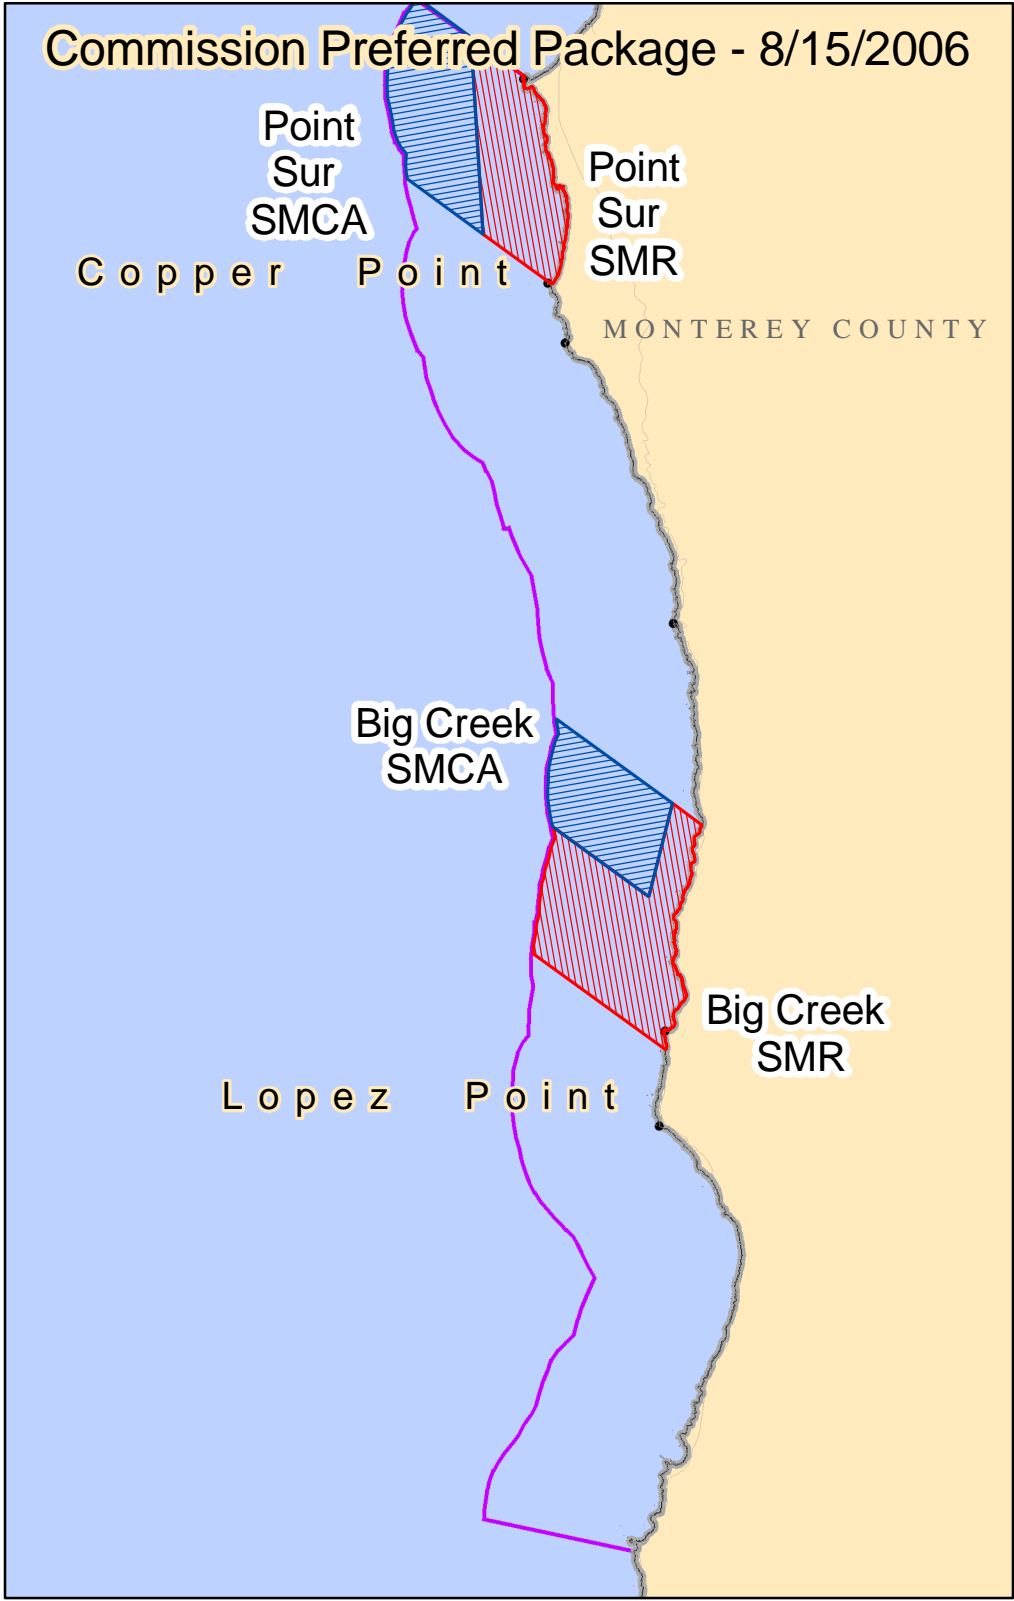 Commission Preferred Package - 8/15/2006
Point
Sur
SMCA
Point
Sur
SMR
Copper Point
MONTEREY COUNTY
Big Creek
SMCA
Big Creek
SMR
Lopez Point